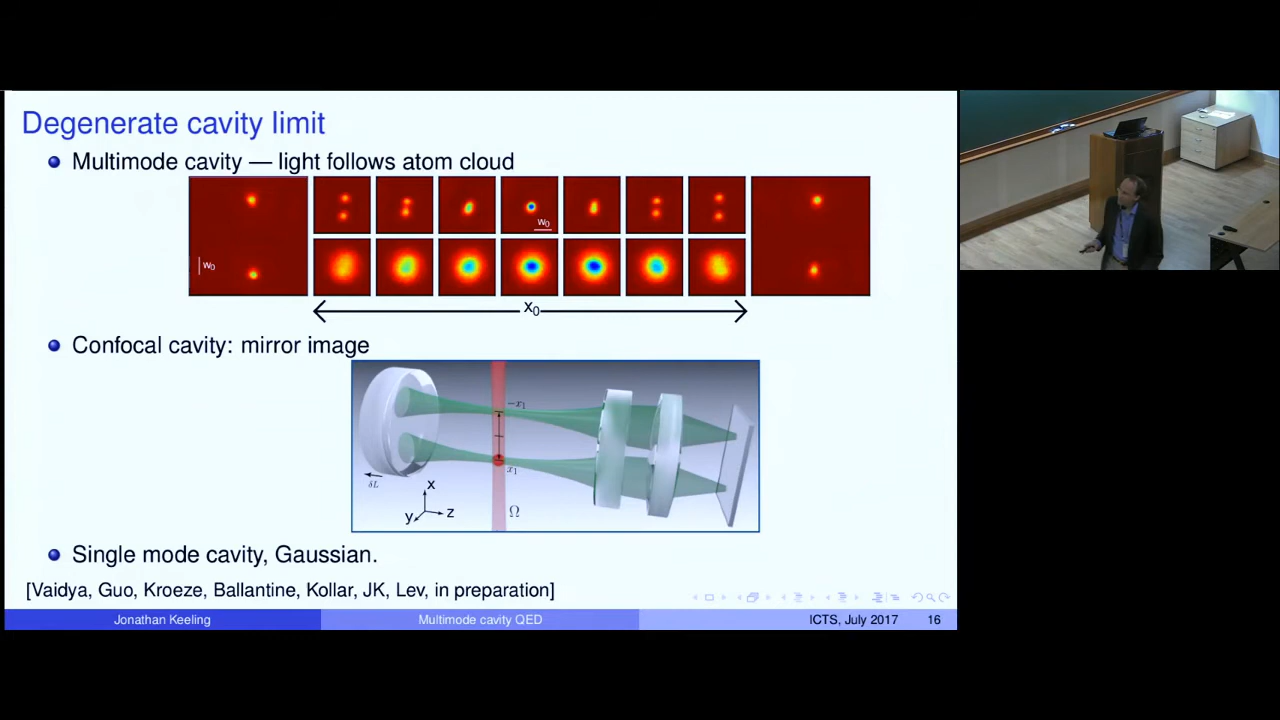 Degenerate cavity limit
Multimode cavity — light follows atom cloud
w₀
w₀
x₀
Confocal cavity: mirror image
−x₁
x₁
δL
x
y
z
Ω
Single mode cavity, Gaussian.
[Vaidya, Guo, Kroeze, Ballantine, Kollar, JK, Lev, in preparation]
Jonathan Keeling
Multimode cavity QED
ICTS, July 2017
16